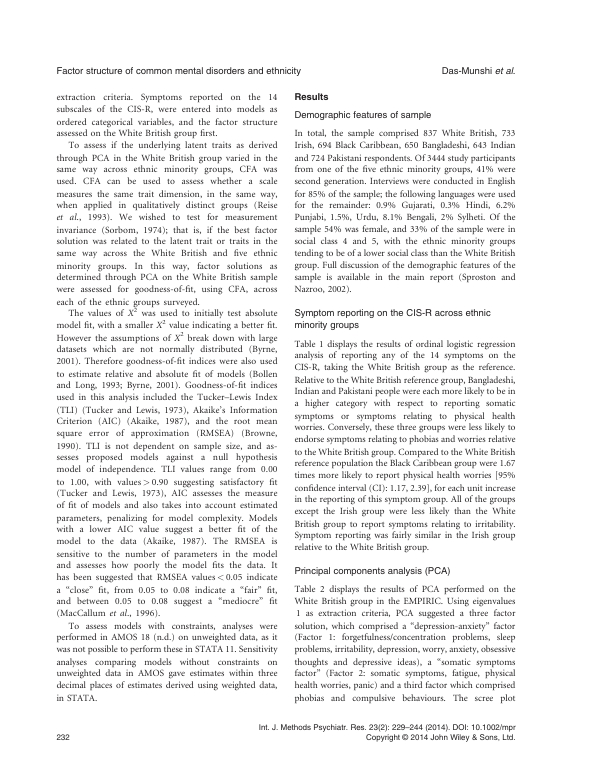 Factor structure of common mental disorders and ethnicity
Das-Munshi et al.
extraction criteria. Symptoms reported on the 14
subscales of the CIS-R, were entered into models as
ordered categorical variables, and the factor structure
assessed on the White British group first.
To assess if the underlying latent traits as derived
through PCA in the White British group varied in the
same way across ethnic minority groups, CFA was
used. CFA can be used to assess whether a scale
measures the same trait dimension, in the same way,
when applied in qualitatively distinct groups (Reise
et al., 1993). We wished to test for measurement
invariance (Sorbom, 1974); that is, if the best factor
solution was related to the latent trait or traits in the
same way across the White British and five ethnic
minority groups. In this way, factor solutions as
determined through PCA on the White British sample
were assessed for goodness-of-fit, using CFA, across
each of the ethnic groups surveyed.
The values of X² was used to initially test absolute
model fit, with a smaller X² value indicating a better fit.
However the assumptions of X² break down with large
datasets which are not normally distributed (Byrne,
2001). Therefore goodness-of-fit indices were also used
to estimate relative and absolute fit of models (Bollen
and Long, 1993; Byrne, 2001). Goodness-of-fit indices
used in this analysis included the Tucker–Lewis Index
(TLI) (Tucker and Lewis, 1973), Akaike's Information
Criterion (AIC) (Akaike, 1987), and the root mean
square error of approximation (RMSEA) (Browne,
1990). TLI is not dependent on sample size, and as-
sesses proposed models against a null hypothesis
model of independence. TLI values range from 0.00
to 1.00, with values > 0.90 suggesting satisfactory fit
(Tucker and Lewis, 1973), AIC assesses the measure
of fit of models and also takes into account estimated
parameters, penalizing for model complexity. Models
with a lower AIC value suggest a better fit of the
model to the data (Akaike, 1987). The RMSEA is
sensitive to the number of parameters in the model
and assesses how poorly the model fits the data. It
has been suggested that RMSEA values < 0.05 indicate
a "close" fit, from 0.05 to 0.08 indicate a "fair" fit,
and between 0.05 to 0.08 suggest a "mediocre" fit
(MacCallum et al., 1996).
To assess models with constraints, analyses were
performed in AMOS 18 (n.d.) on unweighted data, as it
was not possible to perform these in STATA 11. Sensitivity
analyses comparing models without constraints on
unweighted data in AMOS gave estimates within three
decimal places of estimates derived using weighted data,
in STATA.
Results
Demographic features of sample
In total, the sample comprised 837 White British, 733
Irish, 694 Black Caribbean, 650 Bangladeshi, 643 Indian
and 724 Pakistani respondents. Of 3444 study participants
from one of the five ethnic minority groups, 41% were
second generation. Interviews were conducted in English
for 85% of the sample; the following languages were used
for the remainder: 0.9% Gujarati, 0.3% Hindi, 6.2%
Punjabi, 1.5%, Urdu, 8.1% Bengali, 2% Sylheti. Of the
sample 54% was female, and 33% of the sample were in
social class 4 and 5, with the ethnic minority groups
tending to be of a lower social class than the White British
group. Full discussion of the demographic features of the
sample is available in the main report (Sproston and
Nazroo, 2002).
Symptom reporting on the CIS-R across ethnic
minority groups
Table 1 displays the results of ordinal logistic regression
analysis of reporting any of the 14 symptoms on the
CIS-R, taking the White British group as the reference.
Relative to the White British reference group, Bangladeshi,
Indian and Pakistani people were each more likely to be in
a higher category with respect to reporting somatic
symptoms or symptoms relating to physical health
worries. Conversely, these three groups were less likely to
endorse symptoms relating to phobias and worries relative
to the White British group. Compared to the White British
reference population the Black Caribbean group were 1.67
times more likely to report physical health worries [95%
confidence interval (CI): 1.17, 2.39], for each unit increase
in the reporting of this symptom group. All of the groups
except the Irish group were less likely than the White
British group to report symptoms relating to irritability.
Symptom reporting was fairly similar in the Irish group
relative to the White British group.
Principal components analysis (PCA)
Table 2 displays the results of PCA performed on the
White British group in the EMPIRIC. Using eigenvalues
1 as extraction criteria, PCA suggested a three factor
solution, which comprised a "depression-anxiety" factor
(Factor 1: forgetfulness/concentration problems, sleep
problems, irritability, depression, worry, anxiety, obsessive
thoughts and depressive ideas), a "somatic symptoms
factor" (Factor 2: somatic symptoms, fatigue, physical
health worries, panic) and a third factor which comprised
phobias and compulsive behaviours. The scree plot
232
Int. J. Methods Psychiatr. Res. 23(2): 229–244 (2014). DOI: 10.1002/mpr
Copyright © 2014 John Wiley & Sons, Ltd.